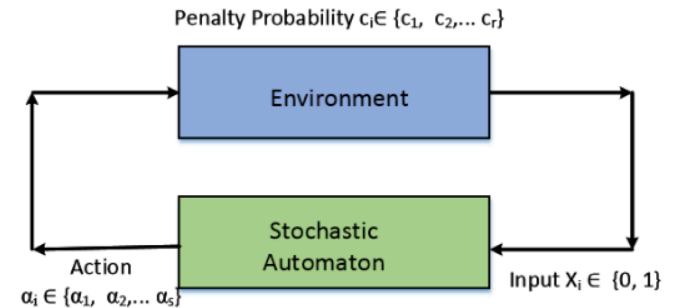 Penalty Probability cᵢ∈ {c₁, c₂,... cᵣ}
Environment
Stochastic
Automaton
Action
αᵢ ∈ {α₁, α₂,... αₛ}
Input Xᵢ ∈ {0, 1}